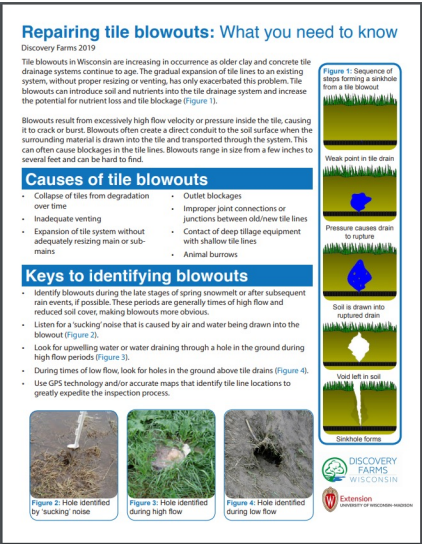 Repairing tile blowouts: What you need to know
Discovery Farms 2019
Tile blowouts in Wisconsin are increasing in occurrence as older clay and concrete tile
drainage systems continue to age. The gradual expansion of tile lines to an existing
system, without proper resizing or venting, has only exacerbated this problem. Tile
blowouts can introduce soil and nutrients into the tile drainage system and increase
the potential for nutrient loss and tile blockage (Figure 1).
Blowouts result from excessively high flow velocity or pressure inside the tile, causing
it to crack or burst. Blowouts often create a direct conduit to the soil surface when the
surrounding material is drawn into the tile and transported through the system. This
can often cause blockages in the tile lines. Blowouts range in size from a few inches to
several feet and can be hard to find.
Causes of tile blowouts
• Collapse of tiles from degradation
over time
• Inadequate venting
• Expansion of tile system without
adequately resizing main or sub-
mains
• Outlet blockages
• Improper joint connections or
junctions between old/new tile lines
• Contact of deep tillage equipment
with shallow tile lines
• Animal burrows
Keys to identifying blowouts
• Identify blowouts during the late stages of spring snowmelt or after subsequent
rain events, if possible. These periods are generally times of high flow and
reduced soil cover, making blowouts more obvious.
• Listen for a 'sucking' noise that is caused by air and water being drawn into the
blowout (Figure 2).
• Look for upwelling water or water draining through a hole in the ground during
high flow periods (Figure 3).
• During times of low flow, look for holes in the ground above tile drains (Figure 4).
• Use GPS technology and/or accurate maps that identify tile line locations to
greatly expedite the inspection process.
Figure 2: Hole identified
by 'sucking' noise
Figure 3: Hole identified
during high flow
Figure 4: Hole identified
during low flow
Figure 1: Sequence of
steps forming a sinkhole
from a tile blowout
Weak point in tile drain
Pressure causes drain
to rupture
Soil is drawn into
ruptured drain
Void left in soil
Sinkhole forms
DISCOVERY
FARMS
WISCONSIN
Extension
UNIVERSITY OF WISCONSIN-MADISON